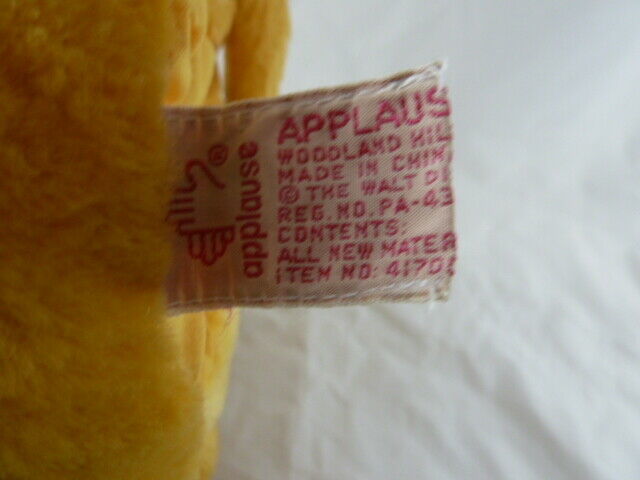 APPLAUS
WOODLAND HIL
MADE IN CHIN
© THE WALT DI
REG. NO. PA-43
CONTENTS:
ALL NEW MATER
ITEM NO: 4170
applause
®